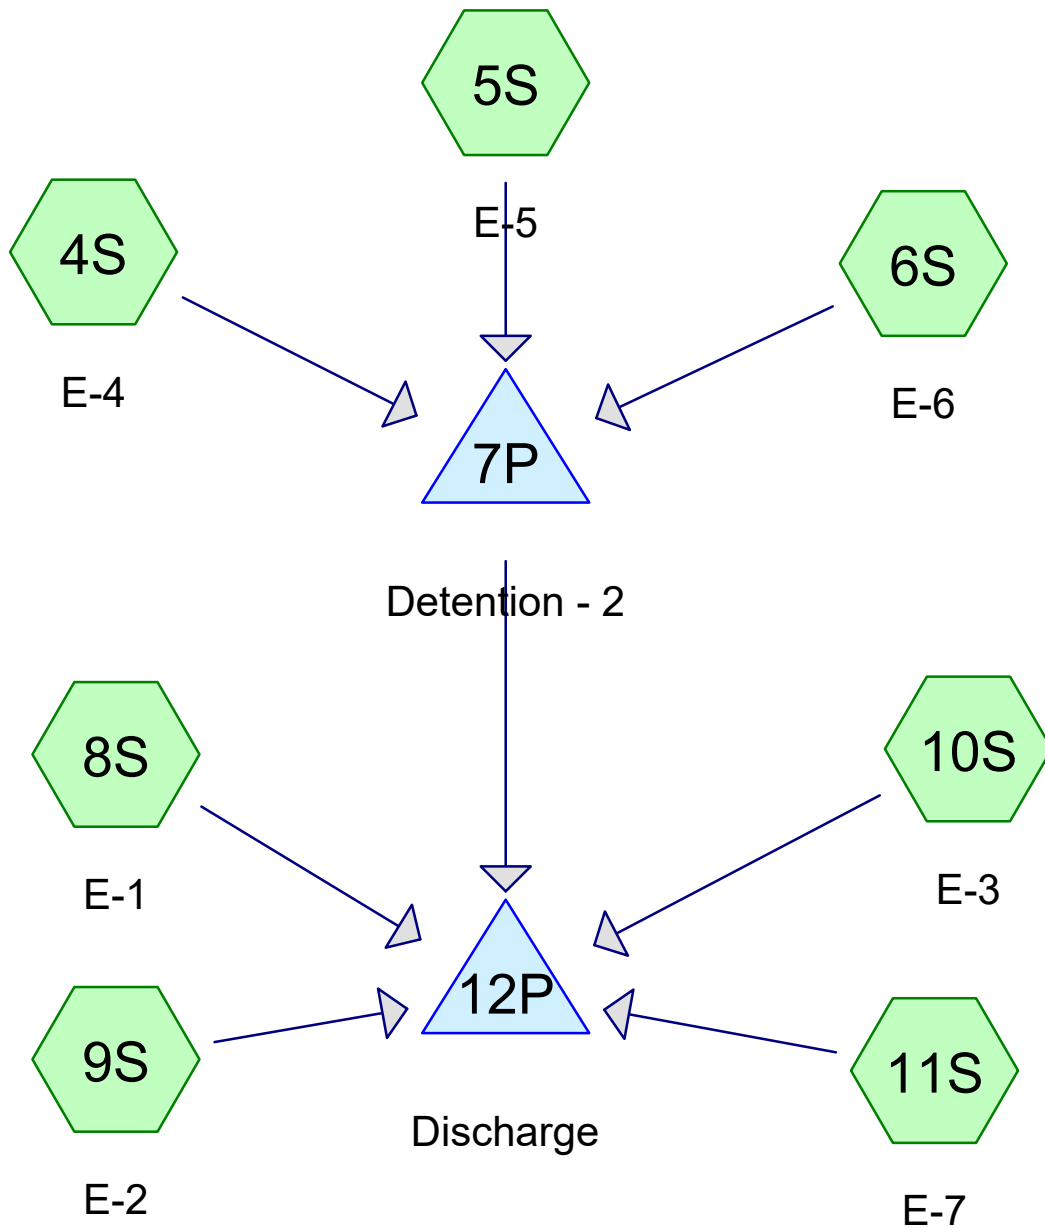 5S
E-5
4S
E-4
6S
E-6
7P
Detention - 2
8S
E-1
10S
E-3
12P
Discharge
9S
E-2
11S
E-7